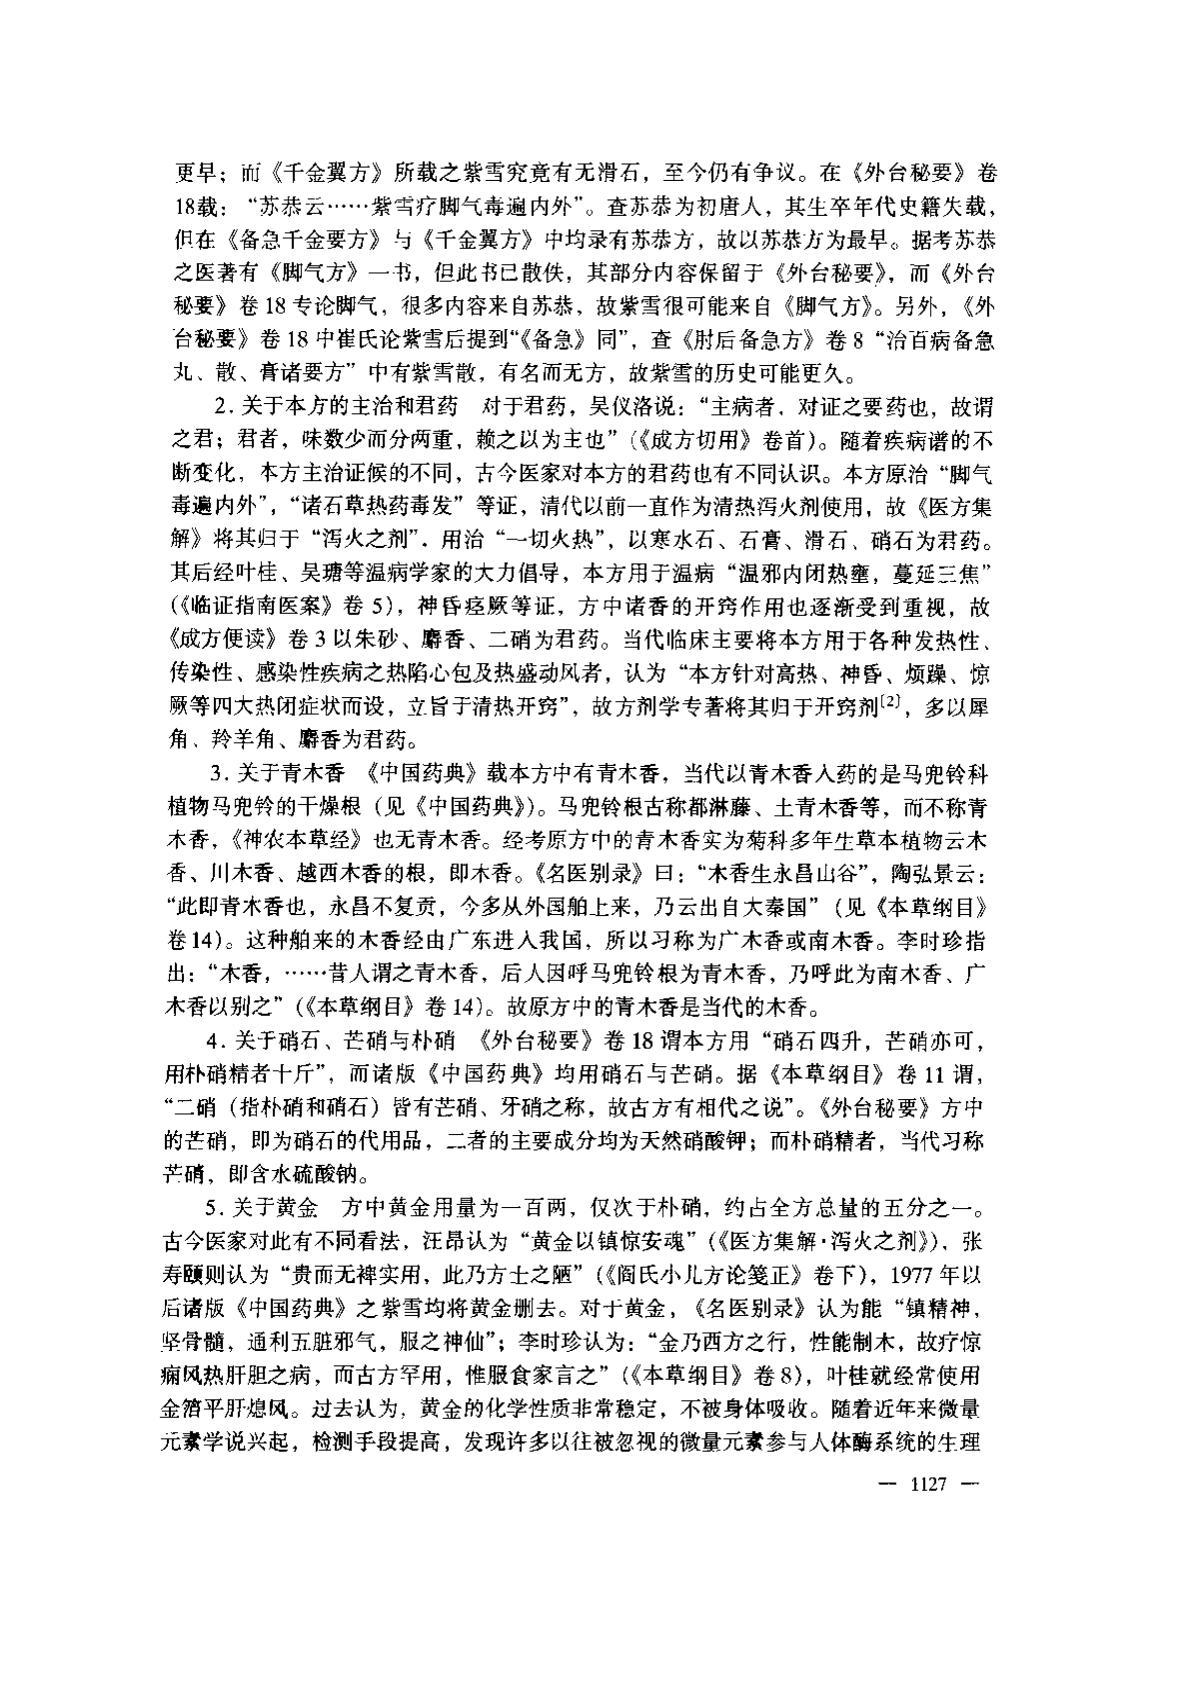 更早；而《千金翼方》所载之紫雪究竟有无滑石，至今仍有争议。在《外台秘要》卷
18载：“苏恭云……紫雪疗脚气毒遍内外”。查苏恭为初唐人，其生卒年代史籍失载，
但在《备急千金要方》与《千金翼方》中均录有苏恭方，故以苏恭方为最早。据考苏恭
之医著有《脚气方》一书，但此书已散佚，其部分内容保留于《外台秘要》，而《外台
秘要》卷 18 专论脚气，很多内容来自苏恭，故紫雪很可能来自《脚气方》。另外，《外
台秘要》卷 18 中崔氏论紫雪后提到“《备急》同”，查《肘后备急方》卷 8“治百病备急
丸、散、膏诸要方”中有紫雪散，有名而无方，故紫雪的历史可能更久。
2. 关于本方的主治和君药　对于君药，吴仪洛说：“主病者，对证之要药也，故谓
之君；君者，味数少而分两重，赖之以为主也”（《成方切用》卷首）。随着疾病谱的不
断变化，本方主治证候的不同，古今医家对本方的君药也有不同认识。本方原治“脚气
毒遍内外”，“诸石草热药毒发”等证，清代以前一直作为清热泻火剂使用，故《医方集
解》将其归于“泻火之剂”．用治“一切火热”，以寒水石、石膏、滑石、硝石为君药。
其后经叶桂、吴瑭等温病学家的大力倡导，本方用于温病“温邪内闭热壅，蔓延三焦”
（《临证指南医案》卷 5），神昏痉厥等证，方中诸香的开窍作用也逐渐受到重视，故
《成方便读》卷 3 以朱砂、麝香、二硝为君药。当代临床主要将本方用于各种发热性、
传染性、感染性疾病之热陷心包及热盛动风者，认为“本方针对高热、神昏、烦躁、惊
厥等四大热闭症状而设，立旨于清热开窍”，故方剂学专著将其归于开窍剂〔2〕，多以犀
角、羚羊角、麝香为君药。
3. 关于青木香　《中国药典》载本方中有青木香，当代以青木香入药的是马兜铃科
植物马兜铃的干燥根（见《中国药典》）。马兜铃根古称都淋藤、土青木香等，而不称青
木香，《神农本草经》也无青木香。经考原方中的青木香实为菊科多年生草本植物云木
香、川木香、越西木香的根，即木香。《名医别录》曰：“木香生永昌山谷”，陶弘景云：
“此即青木香也，永昌不复贡，今多从外国舶上来，乃云出自大秦国”（见《本草纲目》
卷14）。这种舶来的木香经由广东进入我国，所以习称为广木香或南木香。李时珍指
出：“木香，……昔人谓之青木香，后人因呼马兜铃根为青木香，乃呼此为南木香、广
木香以别之”（《本草纲目》卷 14）。故原方中的青木香是当代的木香。
4. 关于硝石、芒硝与朴硝　《外台秘要》卷 18 谓本方用“硝石四升，芒硝亦可，
用朴硝精者十斤”，而诸版《中国药典》均用硝石与芒硝。据《本草纲目》卷 11 谓，
“二硝（指朴硝和硝石）皆有芒硝、牙硝之称，故古方有相代之说”。《外台秘要》方中
的芒硝，即为硝石的代用品，二者的主要成分均为天然硝酸钾；而朴硝精者，当代习称
芒硝，即含水硫酸钠。
5. 关于黄金　方中黄金用量为一百两，仅次于朴硝，约占全方总量的五分之一。
古今医家对此有不同看法，汪昂认为“黄金以镇惊安魂”（《医方集解·泻火之剂》），张
寿颐则认为“贵而无裨实用，此乃方士之陋”（《阎氏小儿方论笺正》卷下），1977 年以
后诸版《中国药典》之紫雪均将黄金删去。对于黄金，《名医别录》认为能“镇精神，
坚骨髓，通利五脏邪气，服之神仙”；李时珍认为：“金乃西方之行，性能制木，故疗惊
痫风热肝胆之病，而古方罕用，惟服食家言之”（《本草纲目》卷 8），叶桂就经常使用
金箔平肝熄风。过去认为，黄金的化学性质非常稳定，不被身体吸收。随着近年来微量
元素学说兴起，检测手段提高，发现许多以往被忽视的微量元素参与人体酶系统的生理
— 1127 —